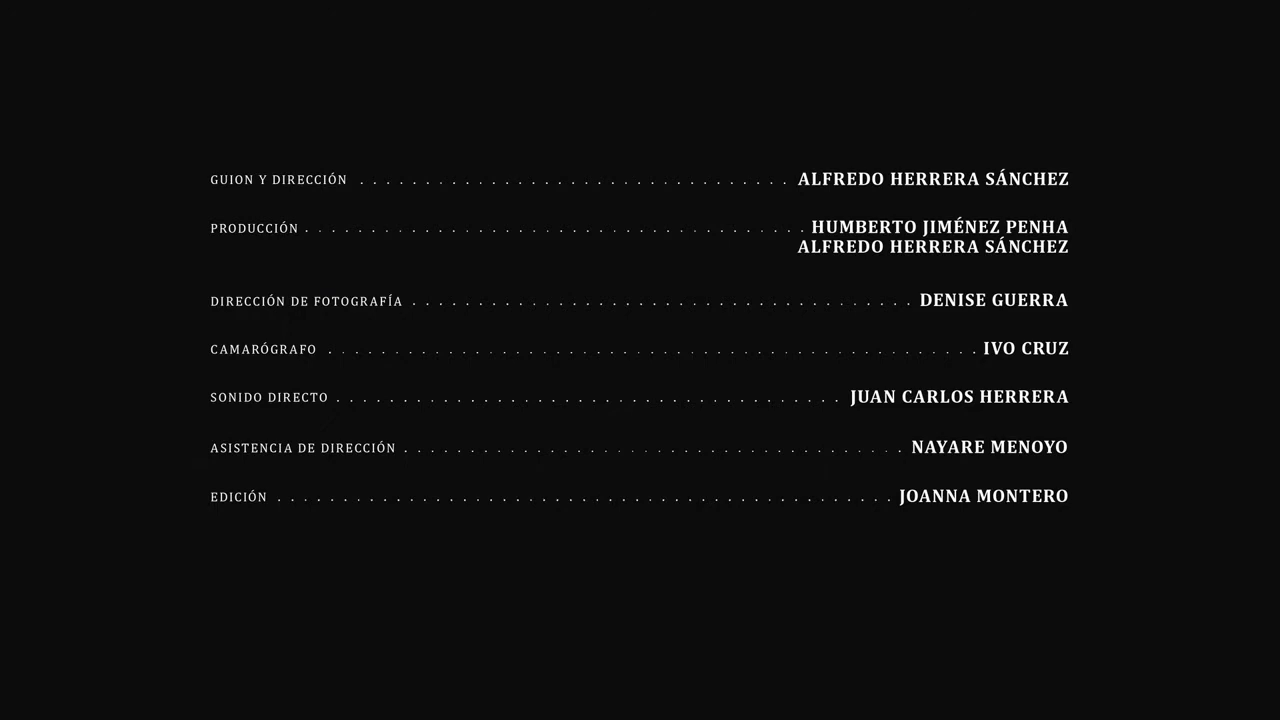 GUION Y DIRECCIÓN . . . . . . . . . . . . . . . . . . . . . . . . . . . . . . . . . ALFREDO HERRERA SÁNCHEZ
PRODUCCIÓN . . . . . . . . . . . . . . . . . . . . . . . . . . . . . . . . . . . . . . HUMBERTO JIMÉNEZ PENHA
ALFREDO HERRERA SÁNCHEZ
DIRECCIÓN DE FOTOGRAFÍA . . . . . . . . . . . . . . . . . . . . . . . . . . . . . . . . . . . . . . DENISE GUERRA
CAMARÓGRAFO . . . . . . . . . . . . . . . . . . . . . . . . . . . . . . . . . . . . . . . . . . . . . . . . . IVO CRUZ
SONIDO DIRECTO . . . . . . . . . . . . . . . . . . . . . . . . . . . . . . . . . . . . . . JUAN CARLOS HERRERA
ASISTENCIA DE DIRECCIÓN . . . . . . . . . . . . . . . . . . . . . . . . . . . . . . . . . . . . . . NAYARE MENOYO
EDICIÓN . . . . . . . . . . . . . . . . . . . . . . . . . . . . . . . . . . . . . . . . . . . . . . JOANNA MONTERO